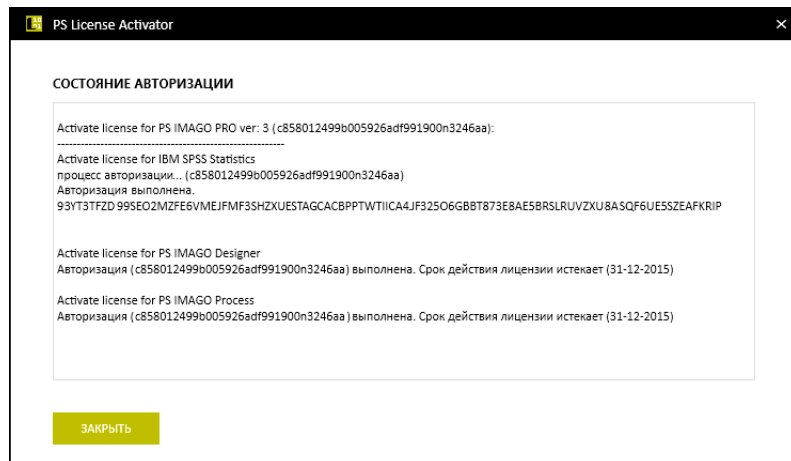 PS License Activator
СОСТОЯНИЕ АВТОРИЗАЦИИ
Activate license for PS IMAGO PRO ver: 3 (c858012499b005926adf991900n3246aa):
----------------------------------------------------------
Activate license for IBM SPSS Statistics
процесс авторизации... (c858012499b005926adf991900n3246aa)
Авторизация выполнена.
93YT3TFZD 99SEO2MZFE6VMEJFMF3SHZXUESTAGCACBPPTWTIICA4JF325O6GBBT873E8AE5BRSLRUVZXU8ASQF6UE5SZEAFKRIP
Activate license for PS IMAGO Designer
Авторизация (c858012499b005926adf991900n3246aa) выполнена. Срок действия лицензии истекает (31-12-2015)
Activate license for PS IMAGO Process
Авторизация (c858012499b005926adf991900n3246aa) выполнена. Срок действия лицензии истекает (31-12-2015)
ЗАКРЫТЬ